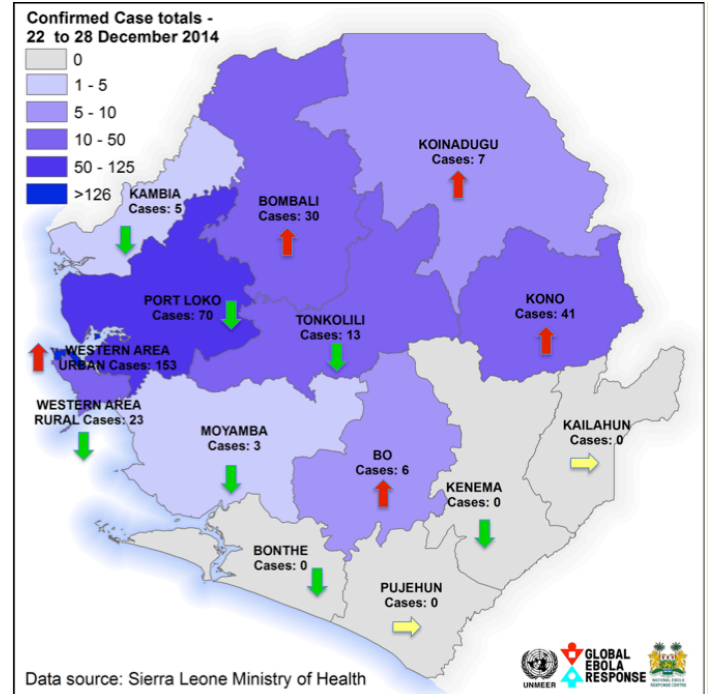 Confirmed Case totals -
22 to 28 December 2014
0
1 - 5
5 - 10
10 - 50
50 - 125
>126
KOINADUGU
Cases: 7
KAMBIA
Cases: 5
BOMBALI
Cases: 30
PORT LOKO
Cases: 70
TONKOLILI
Cases: 13
KONO
Cases: 41
WESTERN AREA
URBAN Cases: 153
WESTERN AREA
RURAL Cases: 23
MOYAMBA
Cases: 3
BO
Cases: 6
KAILAHUN
Cases: 0
KENEMA
Cases: 0
BONTHE
Cases: 0
PUJEHUN
Cases: 0
Data source: Sierra Leone Ministry of Health
UNMEER
GLOBAL
EBOLA
RESPONSE
NATIONAL EBOLA
RESPONSE CENTRE